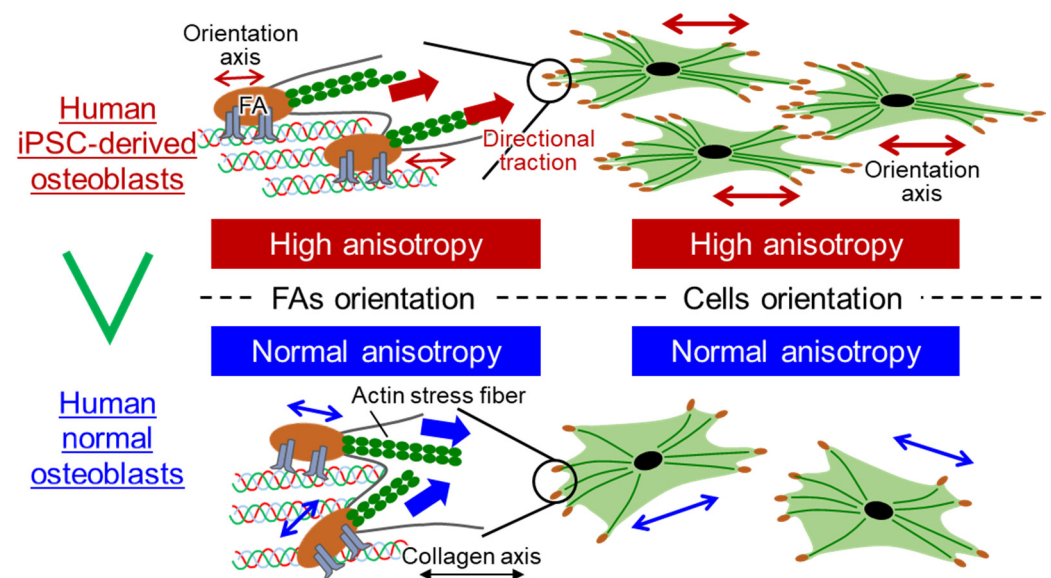 Orientation
axis
FA
Human
iPSC-derived
osteoblasts
Directional
traction
Orientation
axis
High anisotropy
High anisotropy
FAs orientation
Cells orientation
Normal anisotropy
Normal anisotropy
Human
normal
osteoblasts
Actin stress fiber
Collagen axis